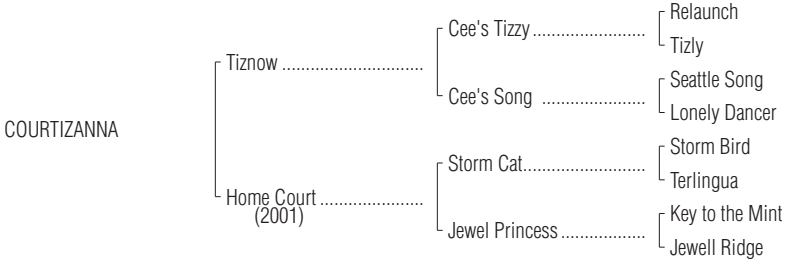 Relaunch
Cee's Tizzy ........................
Tizly
Tiznow ..............................
Seattle Song
Cee's Song ......................
Lonely Dancer
COURTIZANNA
Storm Bird
Storm Cat..........................
Terlingua
Home Court ......................
(2001)
Key to the Mint
Jewel Princess ..................
Jewell Ridge